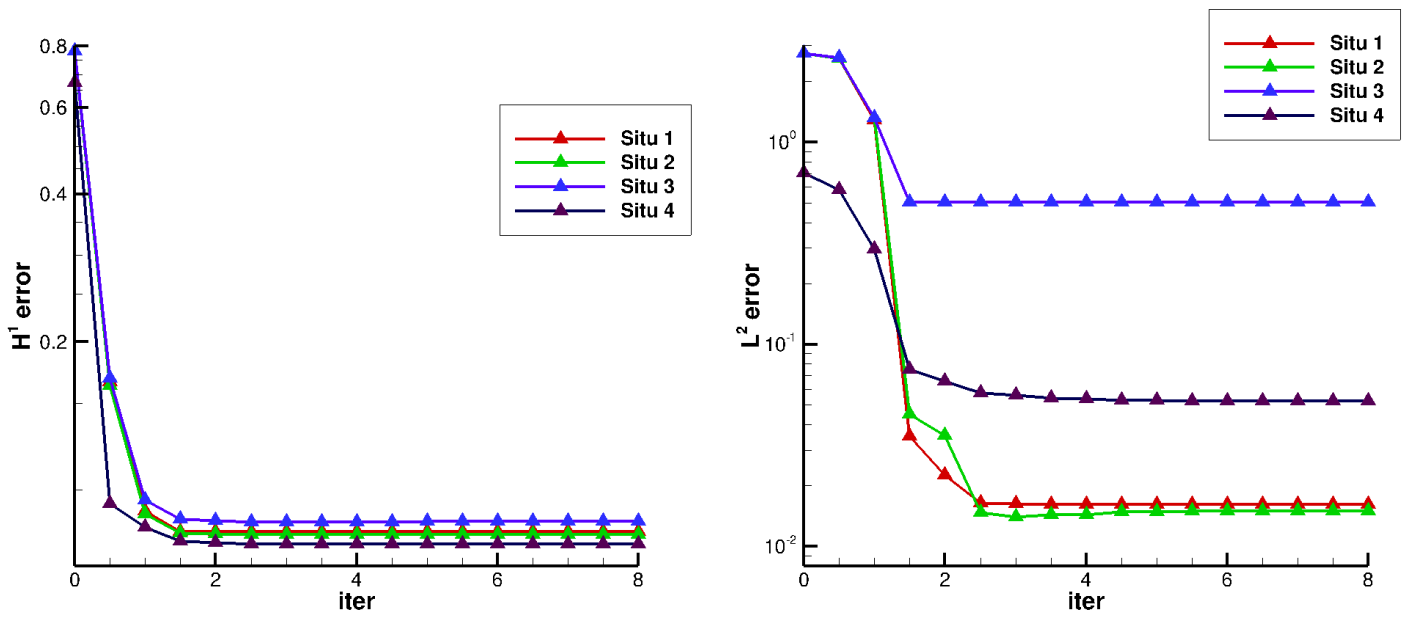 0.8
0.6
0.4
0.2
H¹ error
0 2 4 6 8
iter
Situ 1
Situ 2
Situ 3
Situ 4
10⁰
10⁻¹
10⁻²
L² error
0 2 4 6 8
iter
Situ 1
Situ 2
Situ 3
Situ 4